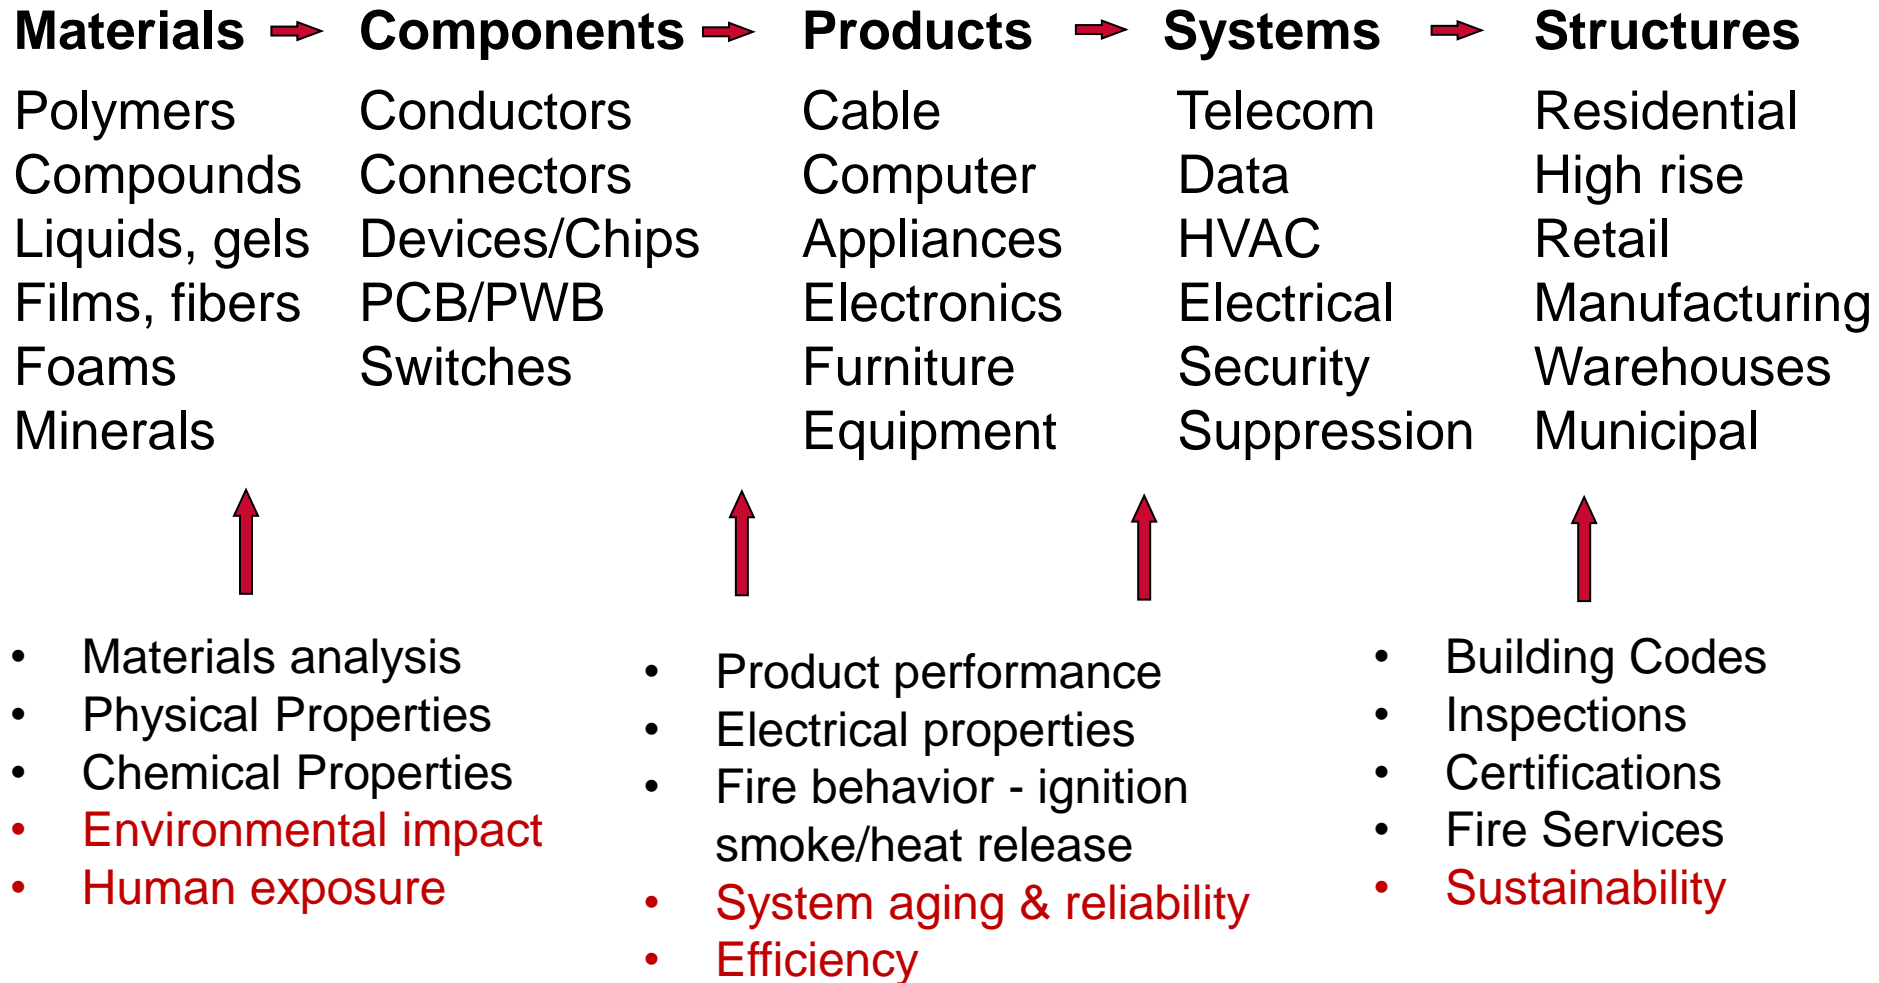 Materials
Components
Products
Systems
Structures
Polymers
Compounds
Liquids, gels
Films, fibers
Foams
Minerals
Conductors
Connectors
Devices/Chips
PCB/PWB
Switches
Cable
Computer
Appliances
Electronics
Furniture
Equipment
Telecom
Data
HVAC
Electrical
Security
Suppression
Residential
High rise
Retail
Manufacturing
Warehouses
Municipal
• Materials analysis
• Physical Properties
• Chemical Properties
• Environmental impact
• Human exposure
• Product performance
• Electrical properties
• Fire behavior - ignition
smoke/heat release
• System aging & reliability
• Efficiency
• Building Codes
• Inspections
• Certifications
• Fire Services
• Sustainability